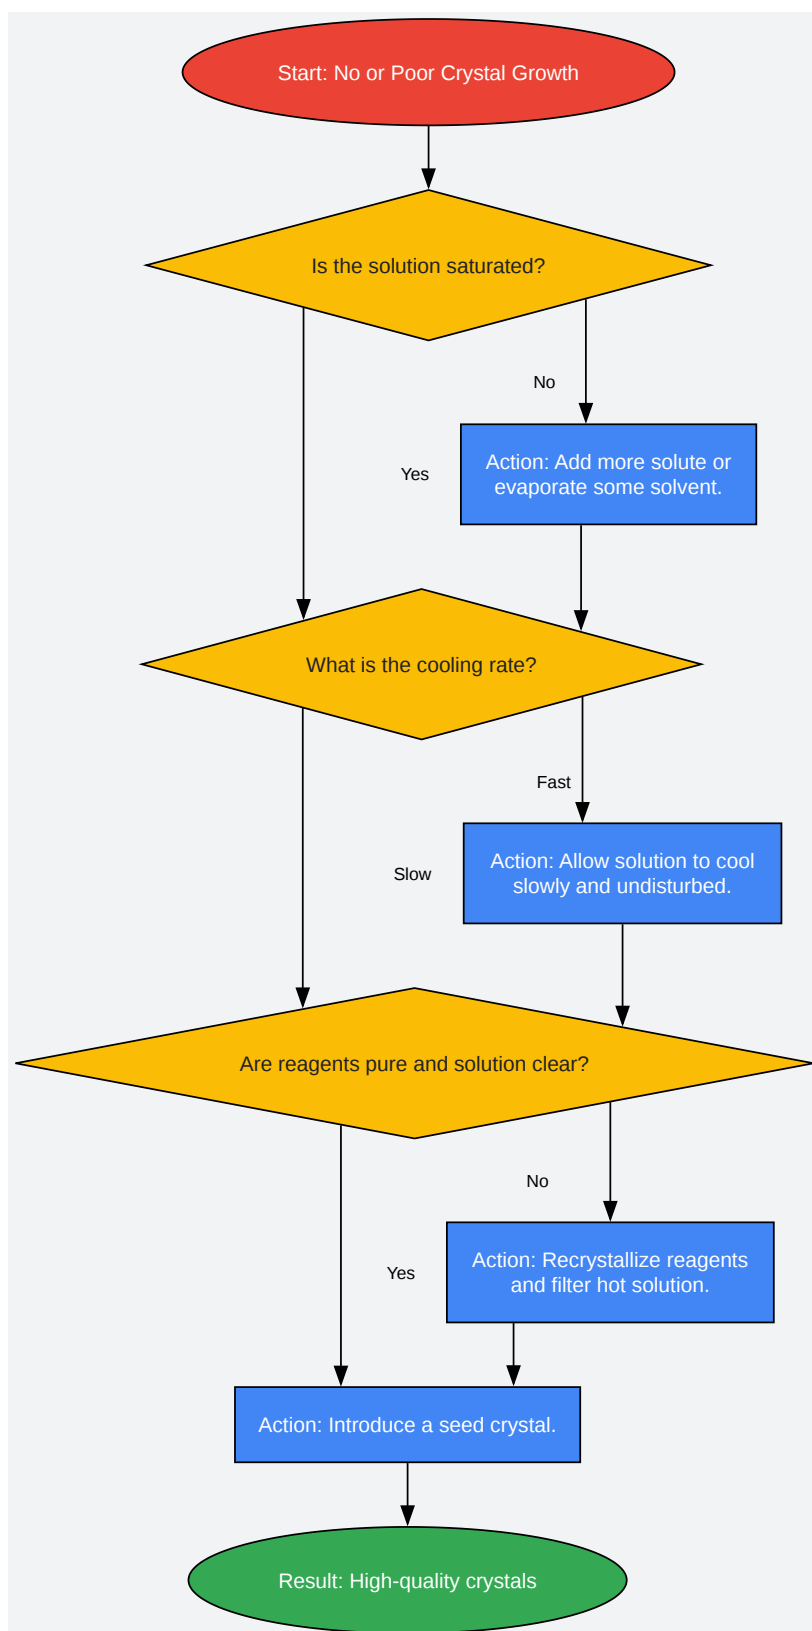 Start: No or Poor Crystal Growth
Is the solution saturated?
No
Yes
Action: Add more solute or
evaporate some solvent.
What is the cooling rate?
Fast
Slow
Action: Allow solution to cool
slowly and undisturbed.
Are reagents pure and solution clear?
No
Yes
Action: Recrystallize reagents
and filter hot solution.
Action: Introduce a seed crystal.
Result: High-quality crystals